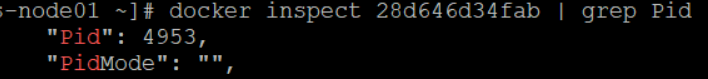 s-node01 ~]# docker inspect 28d646d34fab | grep Pid
"Pid": 4953,
"PidMode": "",